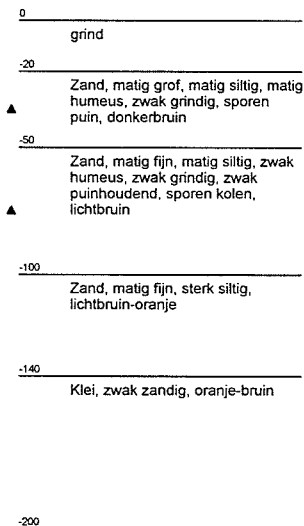 0
grind
-20
Zand, matig grof, matig siltig, matig
humeus, zwak grindig, sporen
puin, donkerbruin
-50
Zand, matig fijn, matig siltig, zwak
humeus, zwak grindig, zwak
puinhoudend, sporen kolen,
lichtbruin
-100
Zand, matig fijn, sterk siltig,
lichtbruin-oranje
-140
Klei, zwak zandig, oranje-bruin
-200